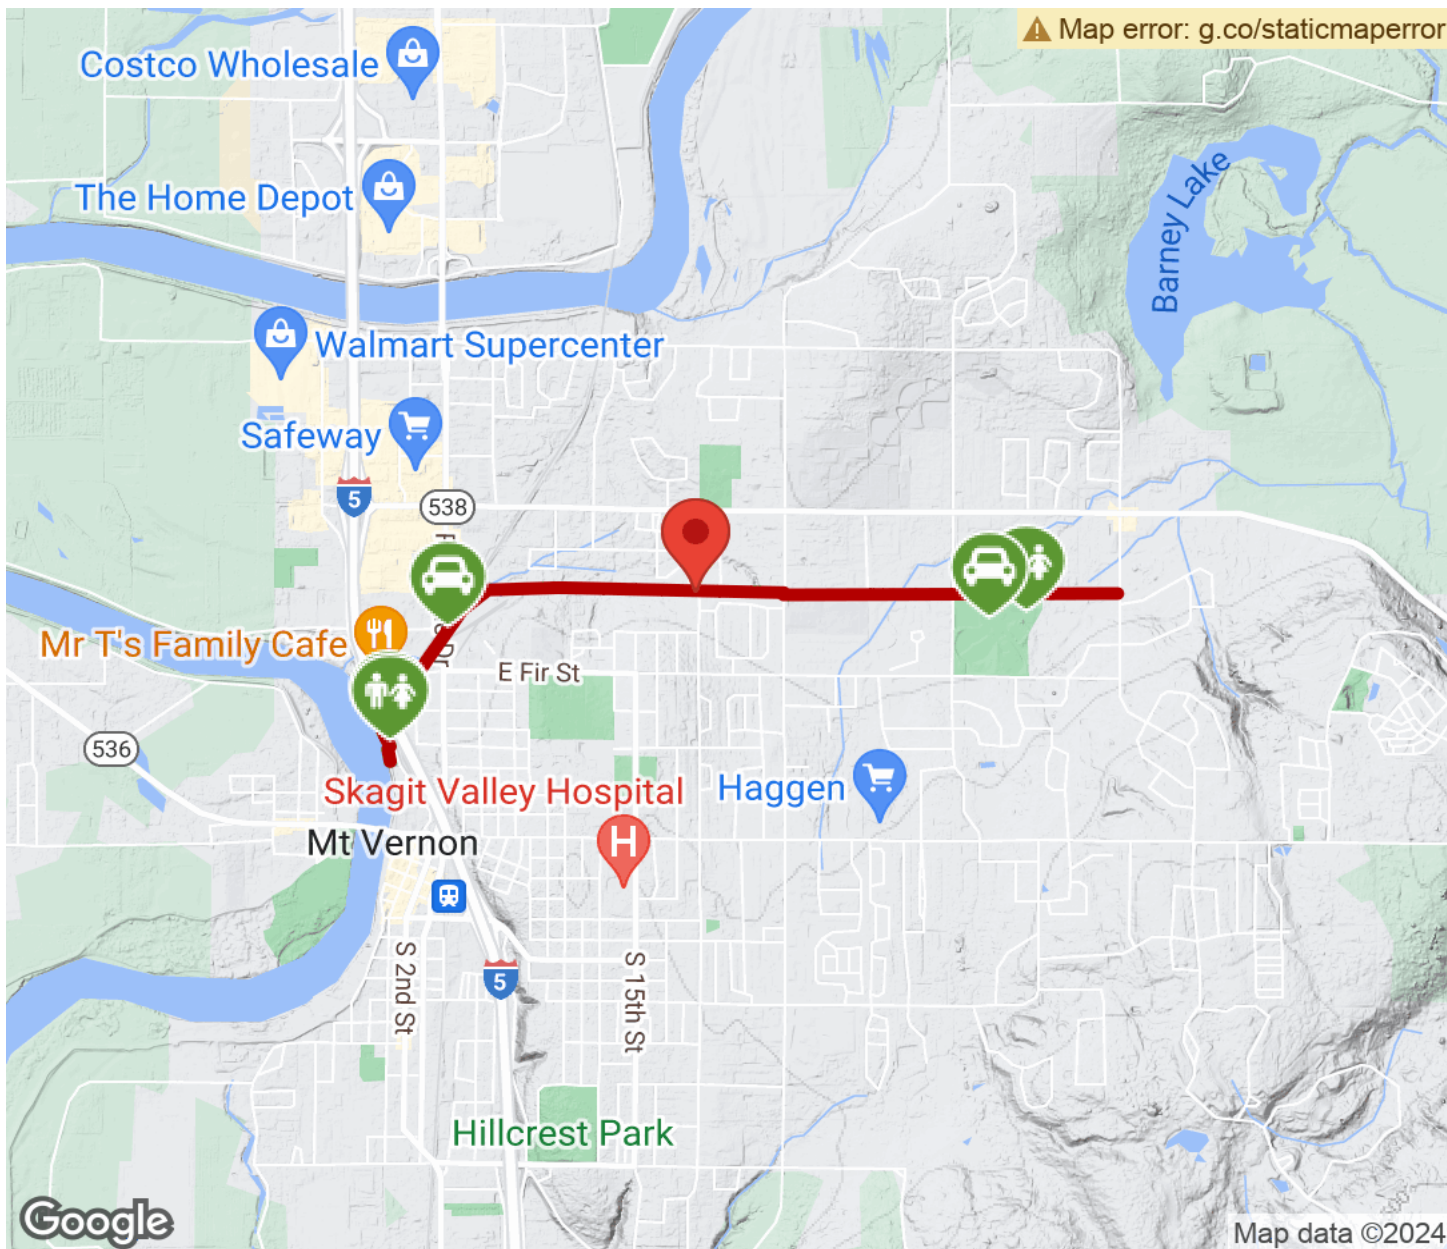 Map error: g.co/staticmaperror
Costco Wholesale
The Home Depot
Barney Lake
Walmart Supercenter
Safeway
5
538
Mr T's Family Cafe
E Fir St
536
Skagit Valley Hospital
Haggen
H
Mt Vernon
S 2nd St
5
S 15th St
Hillcrest Park
Google
Map data ©2024